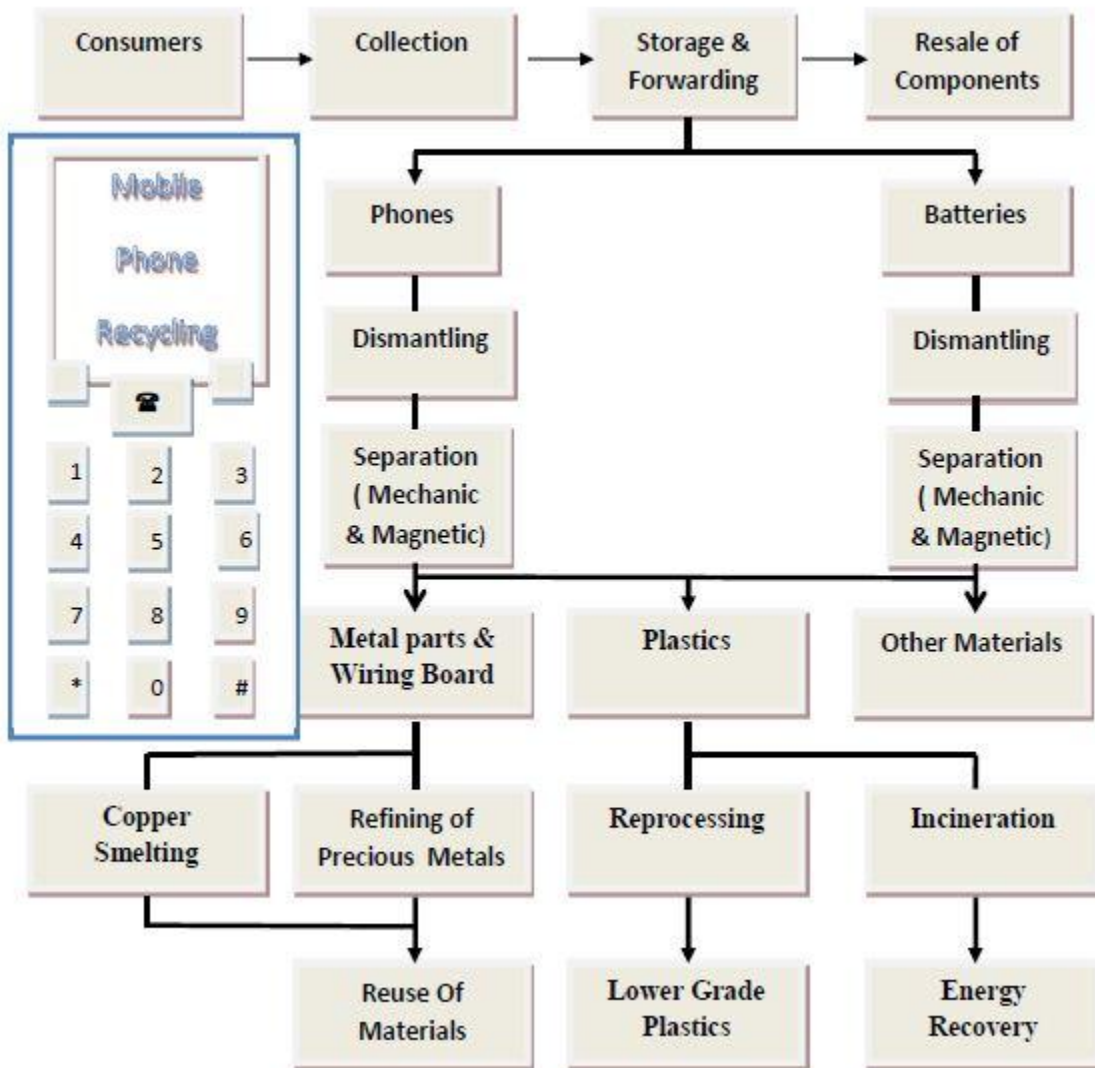 Consumers
Collection
Storage &
Forwarding
Resale of
Components
Mobile
Phone
Recycling
☎
1
2
3
4
5
6
7
8
9
*
0
#
Phones
Batteries
Dismantling
Dismantling
Separation
( Mechanic
& Magnetic)
Separation
( Mechanic
& Magnetic)
Metal parts &
Wiring Board
Plastics
Other Materials
Copper
Smelting
Refining of
Precious Metals
Reprocessing
Incineration
Reuse Of
Materials
Lower Grade
Plastics
Energy
Recovery